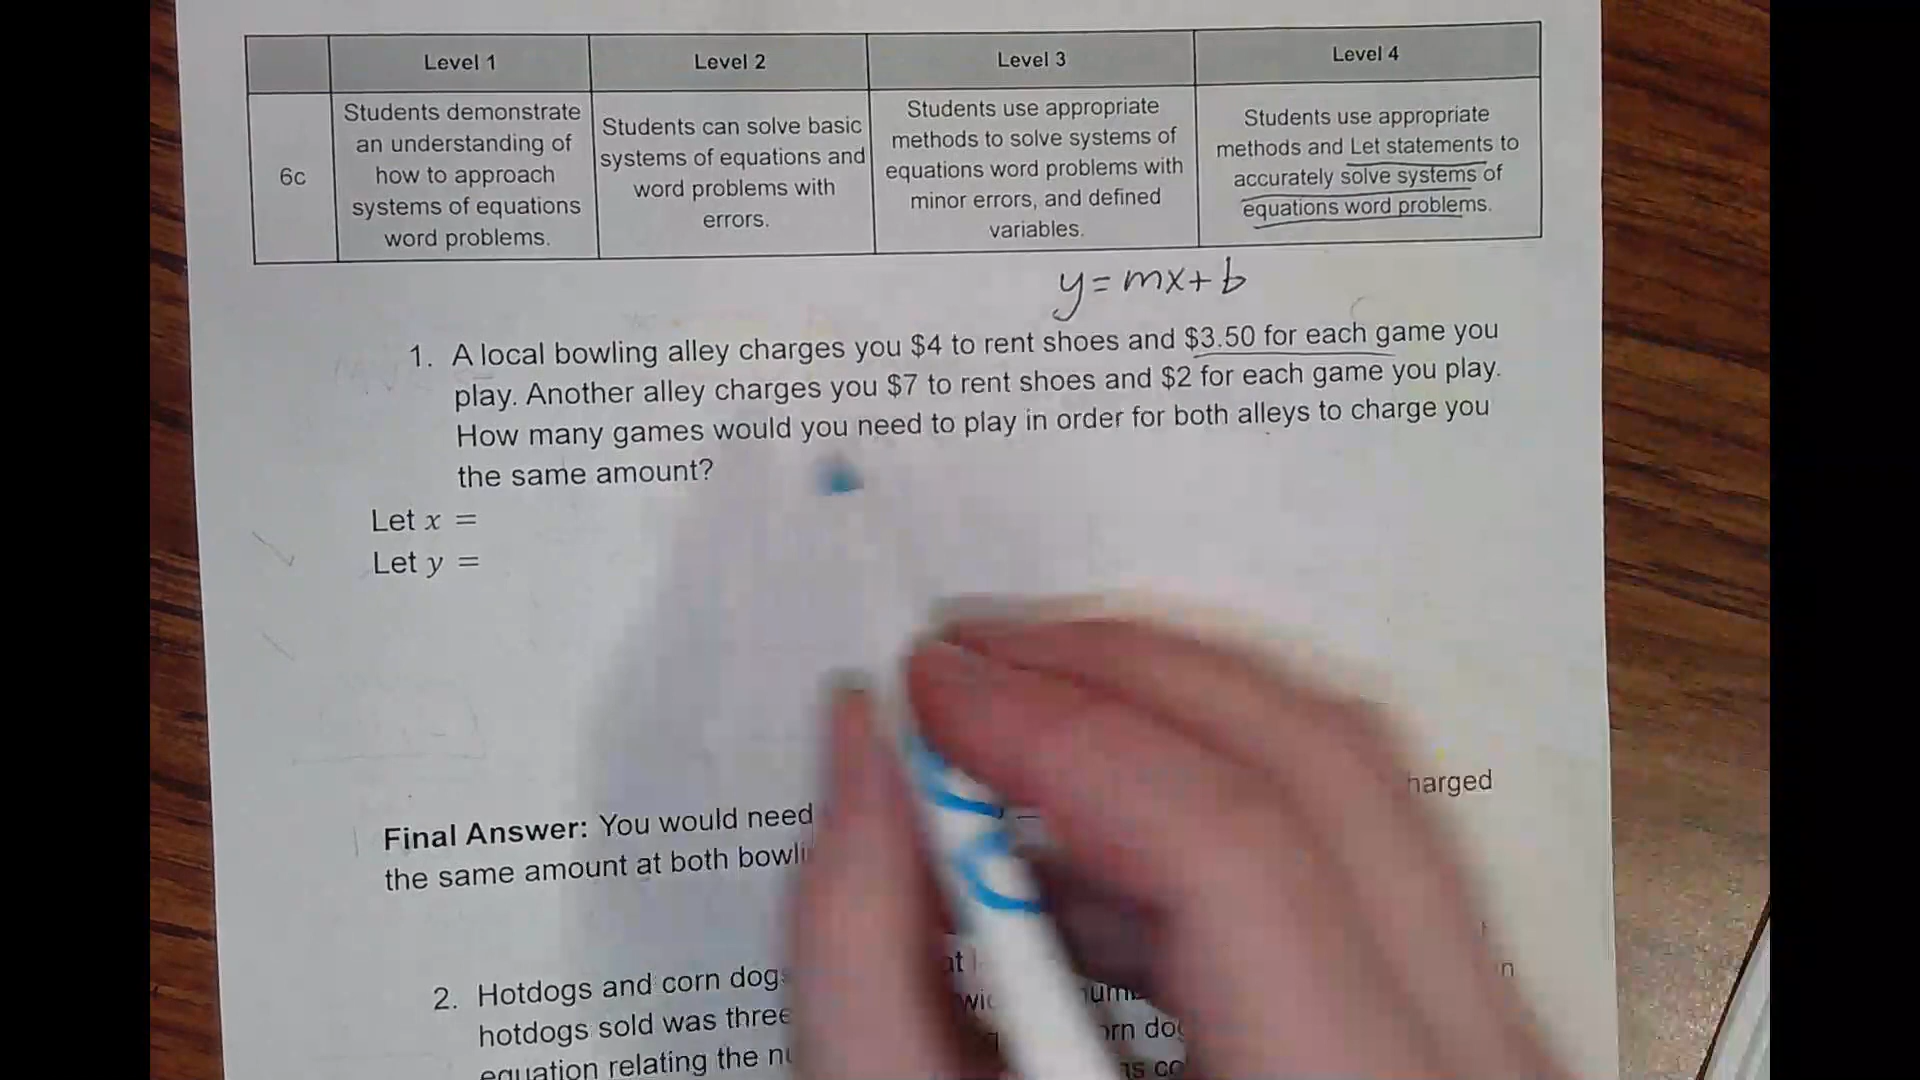 Level 1
Level 2
Level 3
Level 4
6c
Students demonstrate
an understanding of
how to approach
systems of equations
word problems.
Students can solve basic
systems of equations and
word problems with
errors.
Students use appropriate
methods to solve systems of
equations word problems with
minor errors, and defined
variables.
Students use appropriate
methods and Let statements to
accurately solve systems of
equations word problems.
y = mx + b
1. A local bowling alley charges you $4 to rent shoes and $3.50 for each game you
play. Another alley charges you $7 to rent shoes and $2 for each game you play.
How many games would you need to play in order for both alleys to charge you
the same amount?
Let x =
Let y =
Final Answer: You would need
the same amount at both
2. Hotdogs and corn
hotdogs sold was three
equation relating the